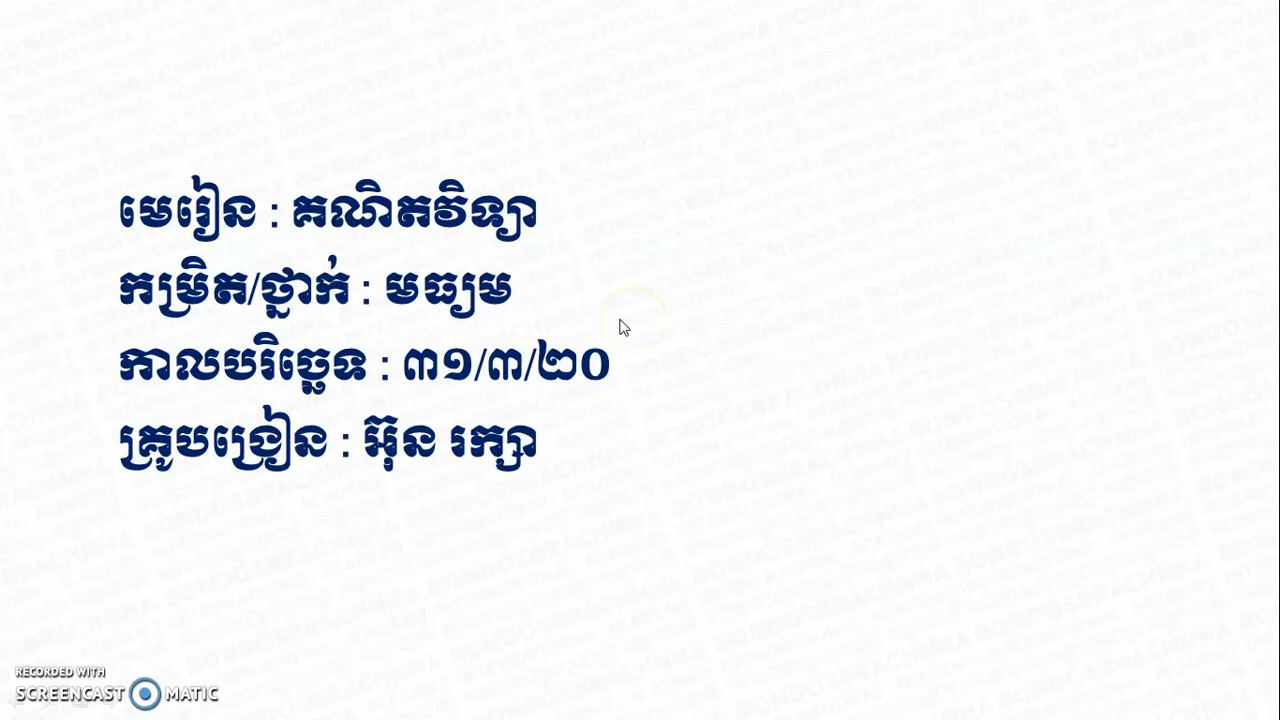 មេរៀន : គណិតវិទ្យា
កម្រិត/ថ្នាក់ : មធ្យម
កាលបរិច្ឆេទ : ៣១/៣/២០
គ្រូបង្រៀន : អ៊ុន រក្សា
RECORDED WITH
SCREENCAST MATIC